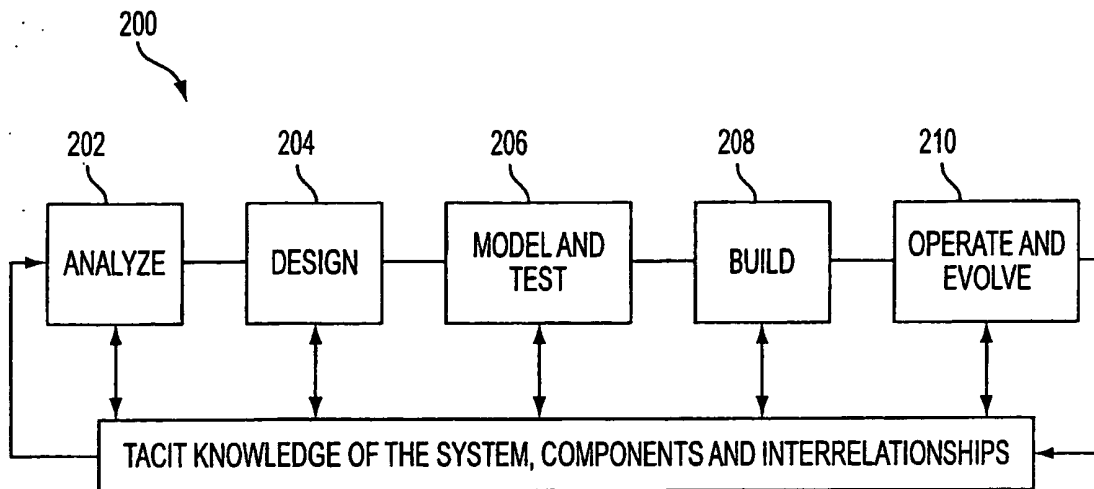 200
202
204
206
208
210
ANALYZE
DESIGN
MODEL AND
TEST
BUILD
OPERATE AND
EVOLVE
TACIT KNOWLEDGE OF THE SYSTEM, COMPONENTS AND INTERRELATIONSHIPS